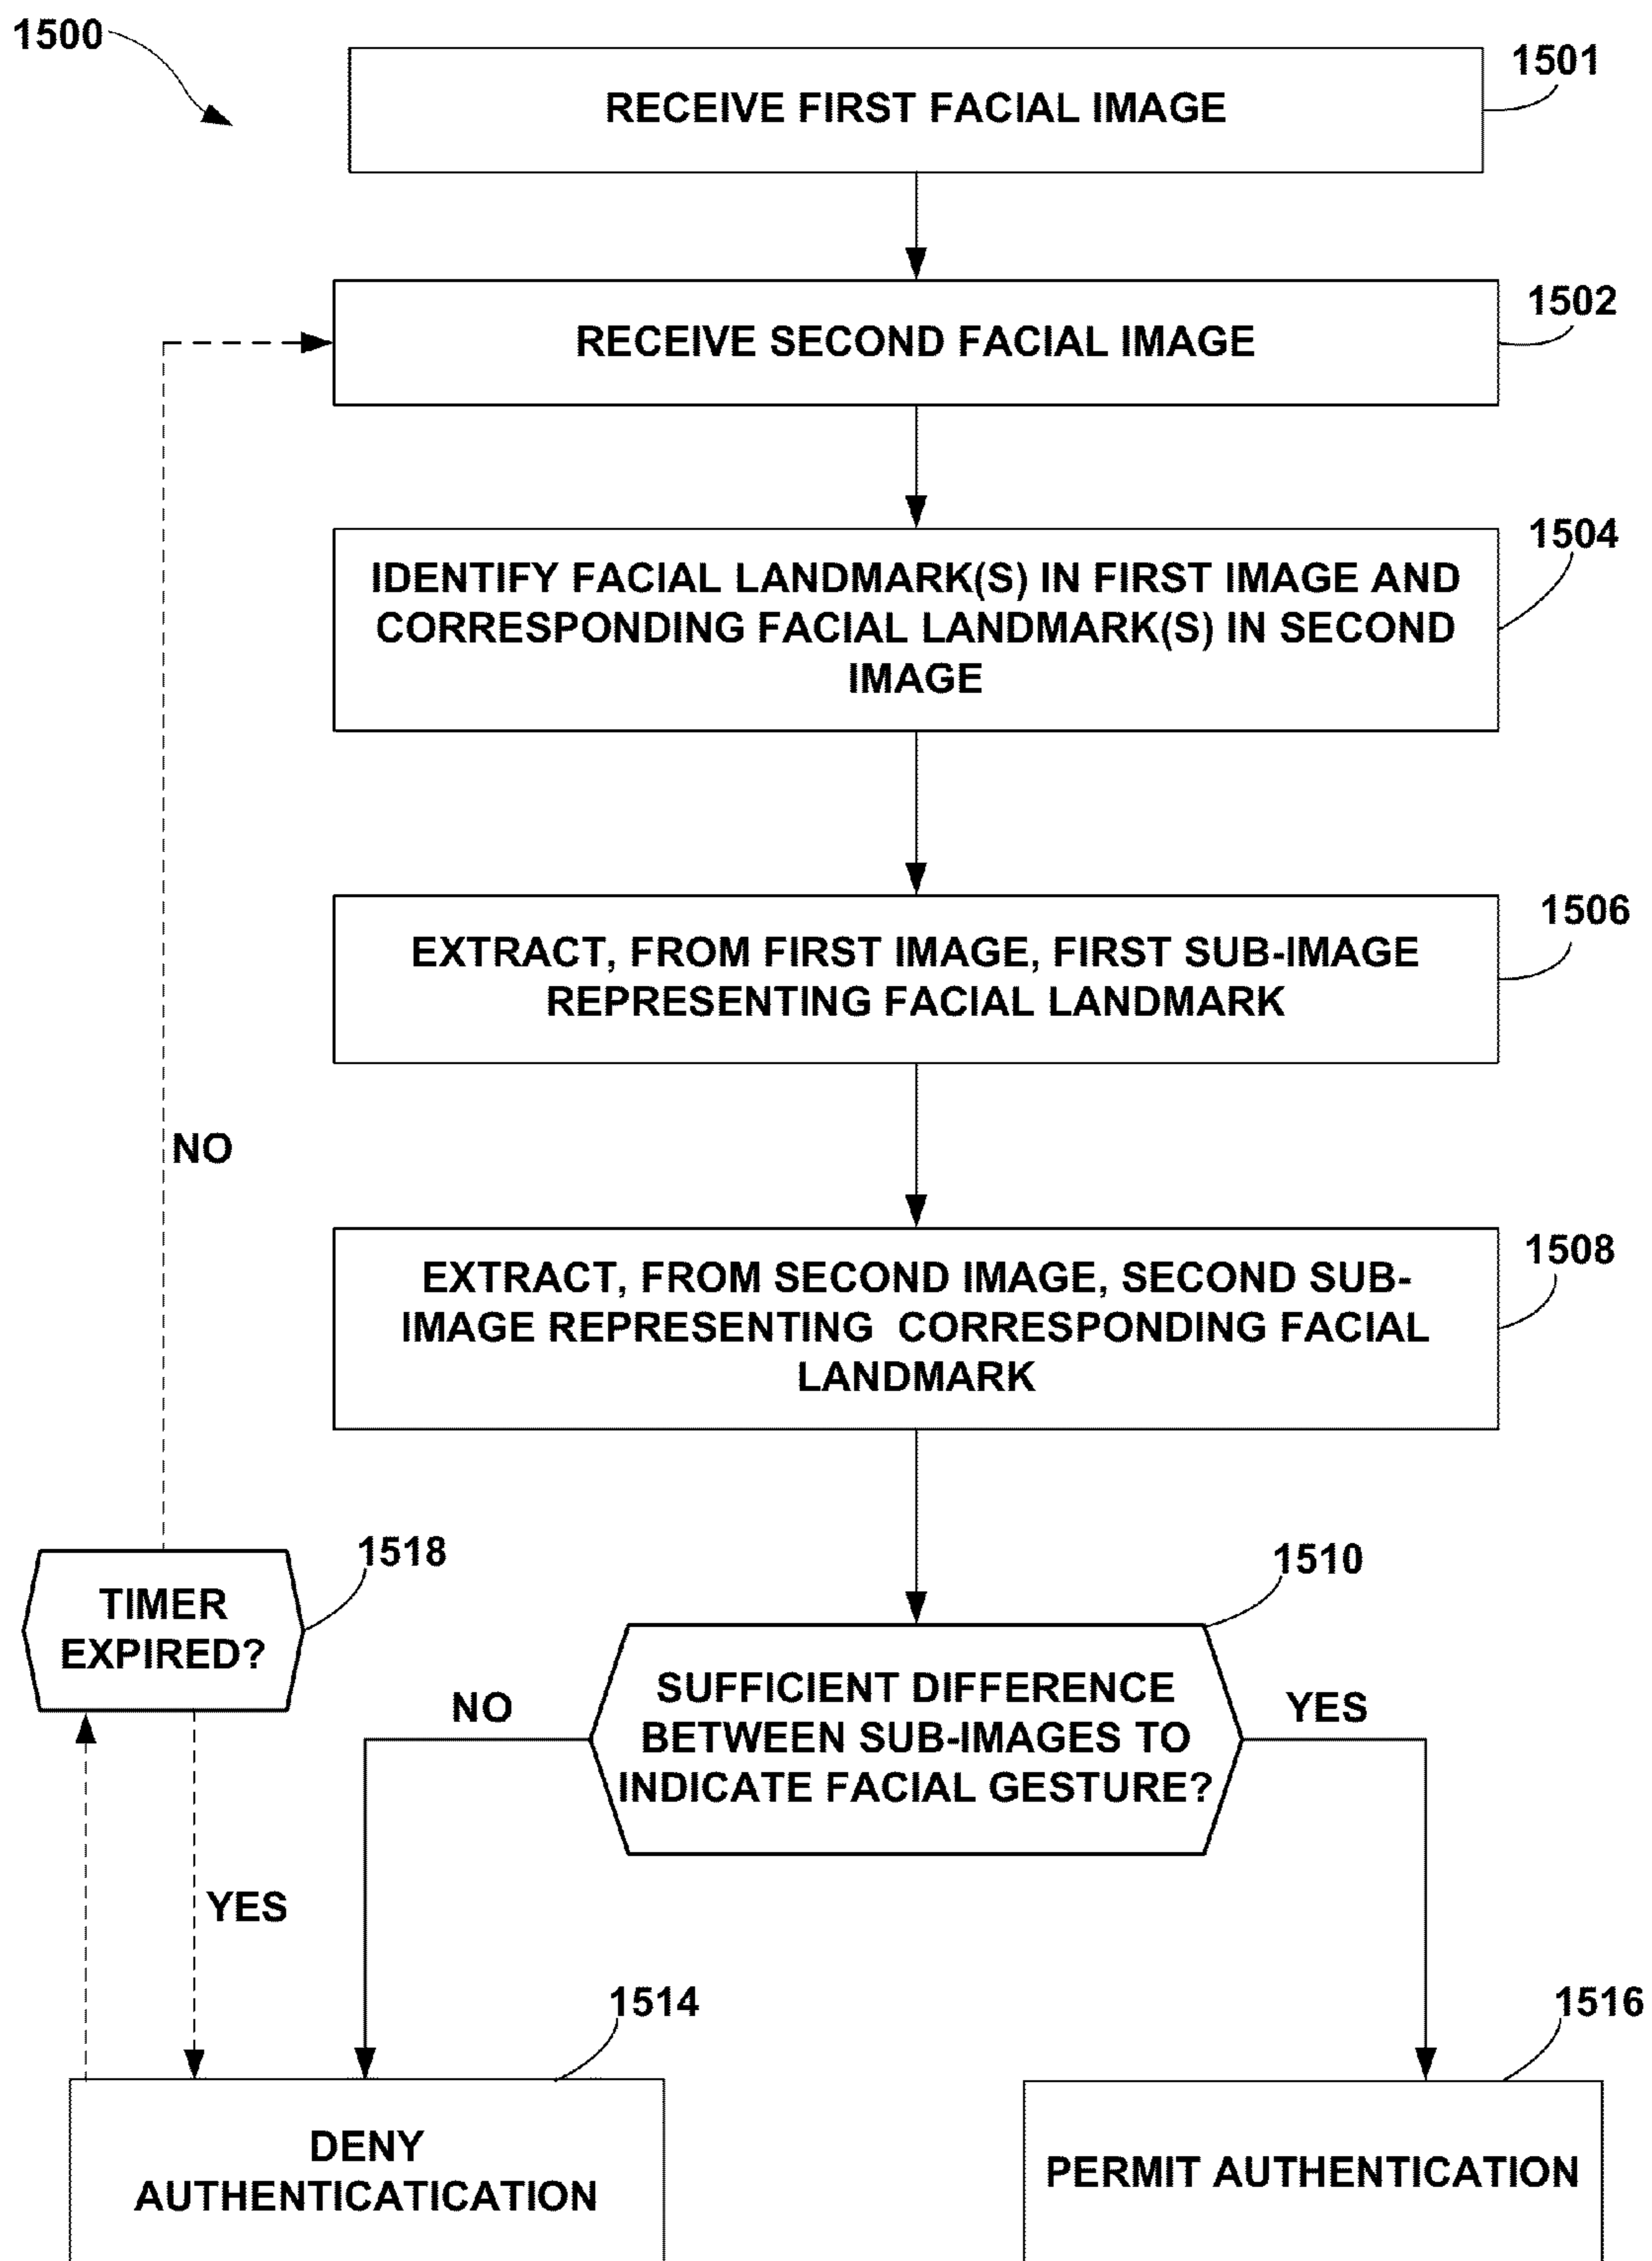 1500
1501
RECEIVE FIRST FACIAL IMAGE
1502
RECEIVE SECOND FACIAL IMAGE
1504
IDENTIFY FACIAL LANDMARK(S) IN FIRST IMAGE AND
CORRESPONDING FACIAL LANDMARK(S) IN SECOND
IMAGE
1506
EXTRACT, FROM FIRST IMAGE, FIRST SUB-IMAGE
REPRESENTING FACIAL LANDMARK
NO
1508
EXTRACT, FROM SECOND IMAGE, SECOND SUB-
IMAGE REPRESENTING CORRESPONDING FACIAL
LANDMARK
1518
TIMER
EXPIRED?
1510
SUFFICIENT DIFFERENCE
BETWEEN SUB-IMAGES TO
INDICATE FACIAL GESTURE?
NO
YES
YES
1514
DENY
AUTHENTICATICATION
1516
PERMIT AUTHENTICATION